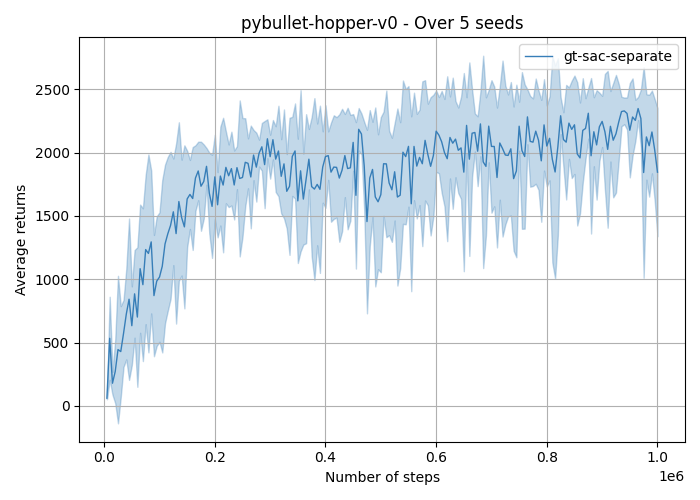 pybullet-hopper-v0 - Over 5 seeds
gt-sac-separate
Average returns
2500
2000
1500
1000
500
0
0.0 0.2 0.4 0.6 0.8 1.0
1e6
Number of steps